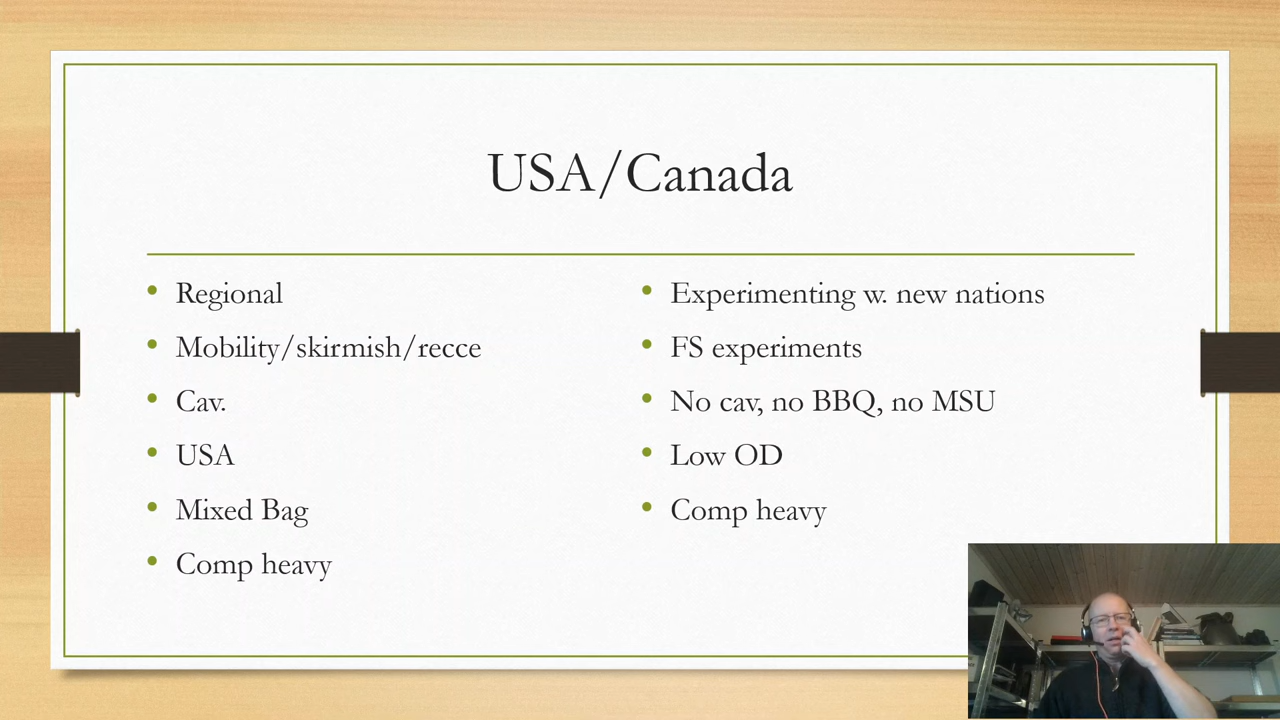 USA/Canada
Regional
Mobility/skirmish/recce
Cav.
USA
Mixed Bag
Comp heavy
Experimenting w. new nations
FS experiments
No cav, no BBQ, no MSU
Low OD
Comp heavy